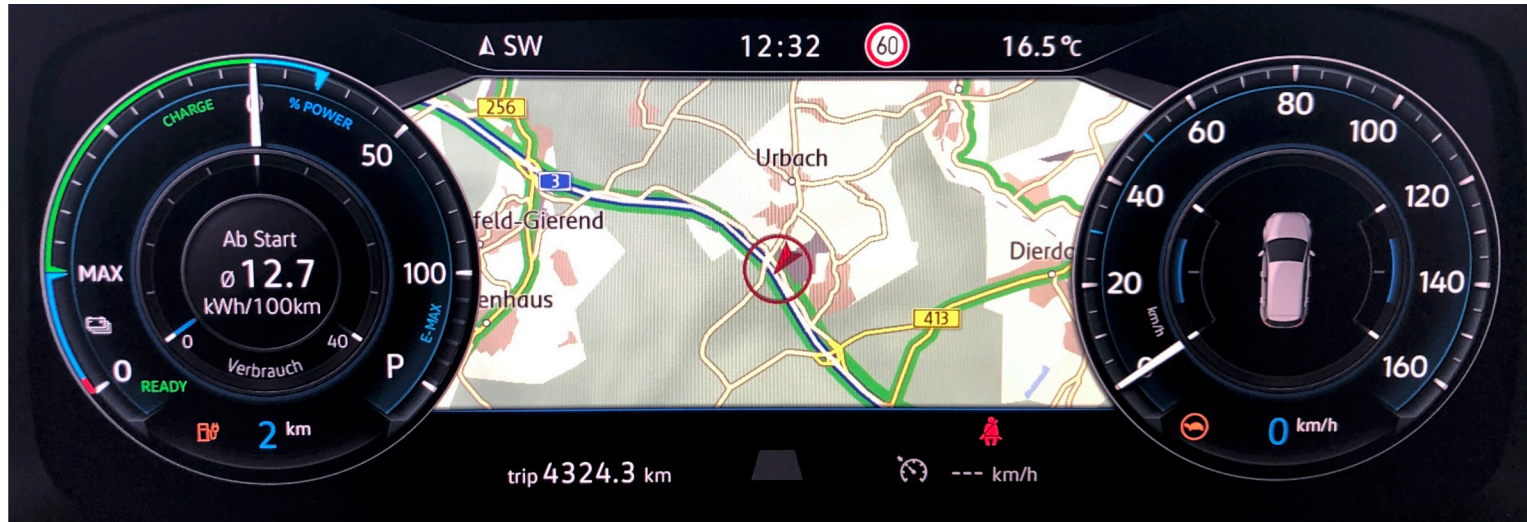 SW
12:32
60
16.5 °C
CHARGE
0
% POWER
50
100
E-MAX
P
MAX
0
READY
Ab Start
ø 12.7
kWh/100km
0
40
Verbrauch
2 km
256
3
Urbach
feld-Gierend
Dierdo
enhaus
413
trip 4324.3 km
--- km/h
0
20
40
60
80
100
120
140
160
km/h
0 km/h